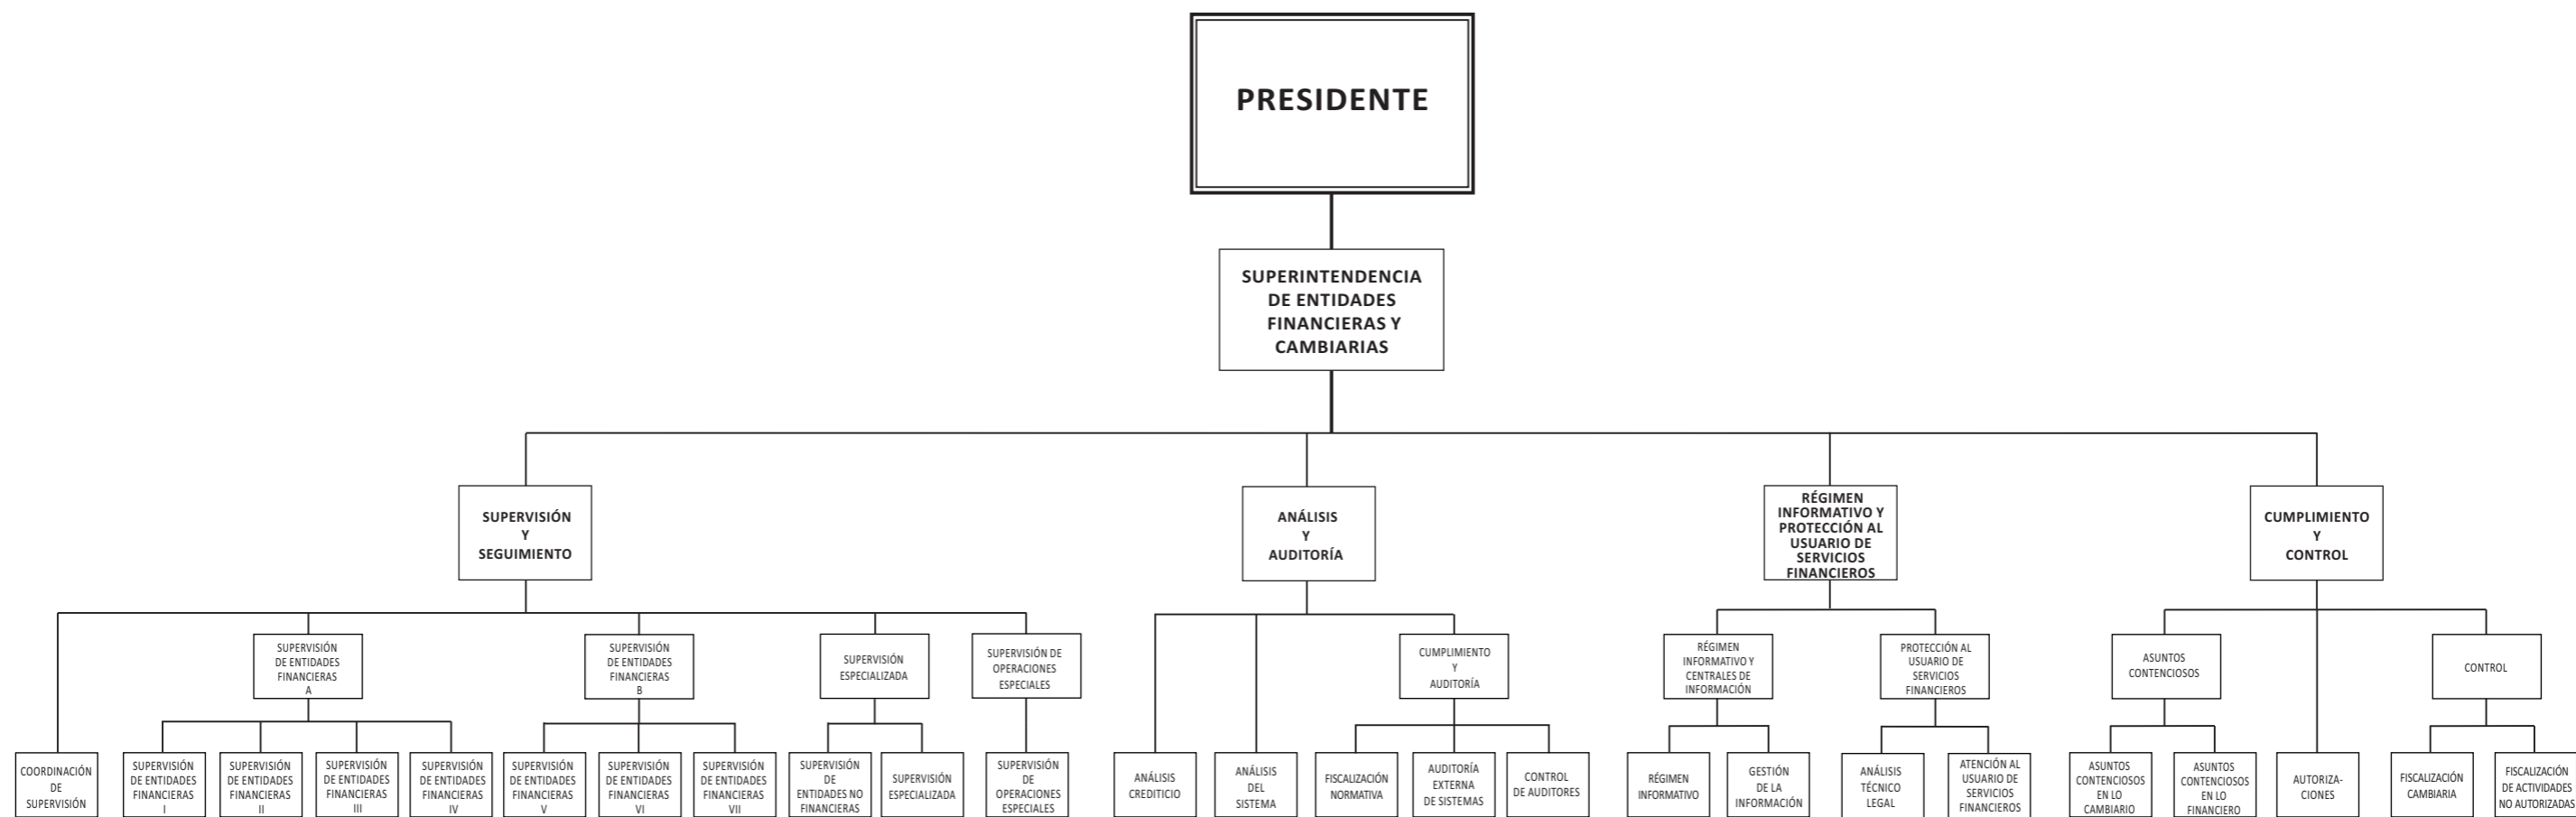 PRESIDENTE
SUPERINTENDENCIA
DE ENTIDADES
FINANCIERAS Y
CAMBIARIAS
SUPERVISIÓN
Y
SEGUIMIENTO
ANÁLISIS
Y
AUDITORÍA
RÉGIMEN
INFORMATIVO Y
PROTECCIÓN AL
USUARIO DE
SERVICIOS
FINANCIEROS
CUMPLIMIENTO
Y
CONTROL
SUPERVISIÓN
DE ENTIDADES
FINANCIERAS
A
SUPERVISIÓN
DE ENTIDADES
FINANCIERAS
B
SUPERVISIÓN
ESPECIALIZADA
SUPERVISIÓN DE
OPERACIONES
ESPECIALES
CUMPLIMIENTO
Y
AUDITORÍA
RÉGIMEN
INFORMATIVO Y
CENTRALES DE
INFORMACIÓN
PROTECCIÓN AL
USUARIO DE
SERVICIOS
FINANCIEROS
ASUNTOS
CONTENCIOSOS
CONTROL
COORDINACIÓN
DE
SUPERVISIÓN
SUPERVISIÓN
DE ENTIDADES
FINANCIERAS
I
SUPERVISIÓN
DE ENTIDADES
FINANCIERAS
II
SUPERVISIÓN
DE ENTIDADES
FINANCIERAS
III
SUPERVISIÓN
DE ENTIDADES
FINANCIERAS
IV
SUPERVISIÓN
DE ENTIDADES
FINANCIERAS
V
SUPERVISIÓN
DE ENTIDADES
FINANCIERAS
VI
SUPERVISIÓN
DE ENTIDADES
FINANCIERAS
VII
SUPERVISIÓN
DE
ENTIDADES NO
FINANCIERAS
SUPERVISIÓN
ESPECIALIZADA
SUPERVISIÓN
DE
OPERACIONES
ESPECIALES
ANÁLISIS
CREDITICIO
ANÁLISIS
DEL
SISTEMA
FISCALIZACIÓN
NORMATIVA
AUDITORÍA
EXTERNA
DE SISTEMAS
CONTROL
DE AUDITORES
RÉGIMEN
INFORMATIVO
GESTIÓN
DE LA
INFORMACIÓN
ANÁLISIS
TÉCNICO
LEGAL
ATENCIÓN AL
USUARIO DE
SERVICIOS
FINANCIEROS
ASUNTOS
CONTENCIOSOS
EN LO
CAMBIARIO
ASUNTOS
CONTENCIOSOS
EN LO
FINANCIERO
AUTORIZA-
CIONES
FISCALIZACIÓN
CAMBIARIA
FISCALIZACIÓN
DE ACTIVIDADES
NO AUTORIZADAS